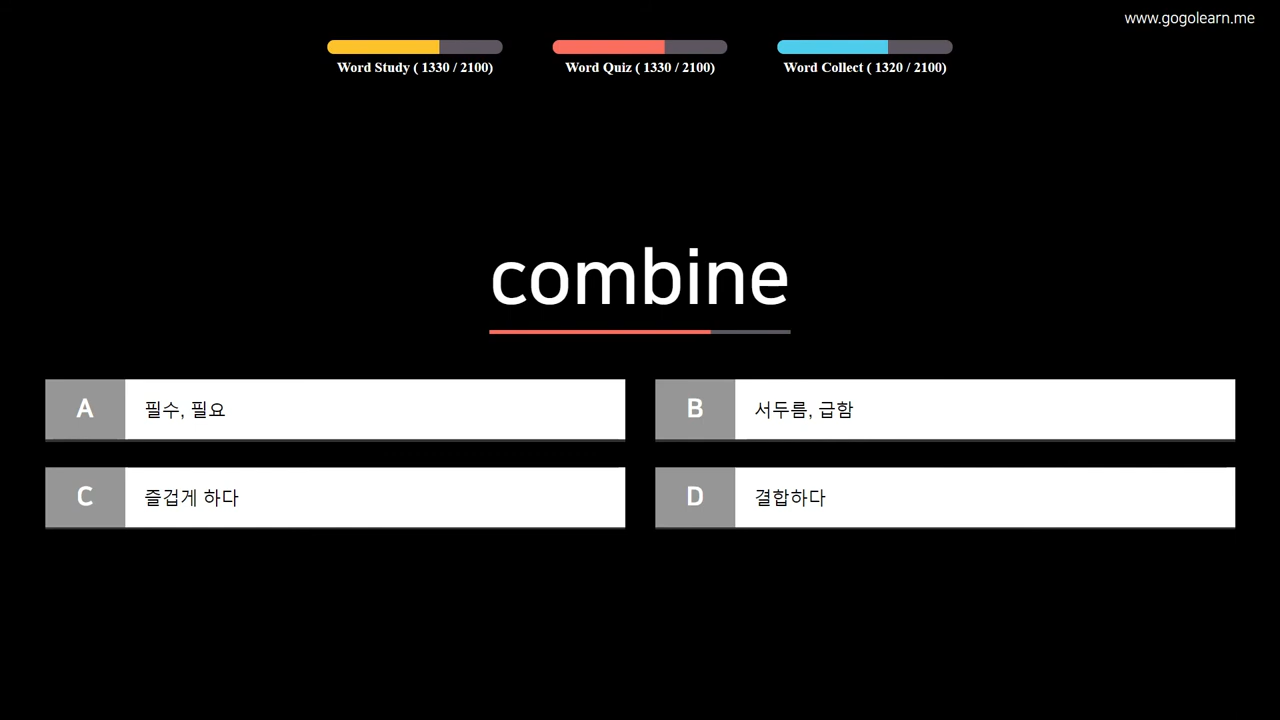 www.gogolearn.me
Word Study ( 1330 / 2100)
Word Quiz ( 1330 / 2100)
Word Collect ( 1320 / 2100)
combine
A 필수, 필요
B 서두름, 급함
C 즐겁게 하다
D 결합하다